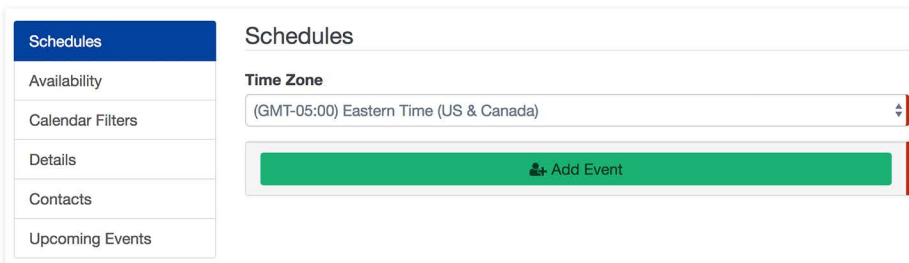 Schedules
Availability
Calendar Filters
Details
Contacts
Upcoming Events
Schedules
Time Zone
(GMT-05:00) Eastern Time (US & Canada)
Add Event